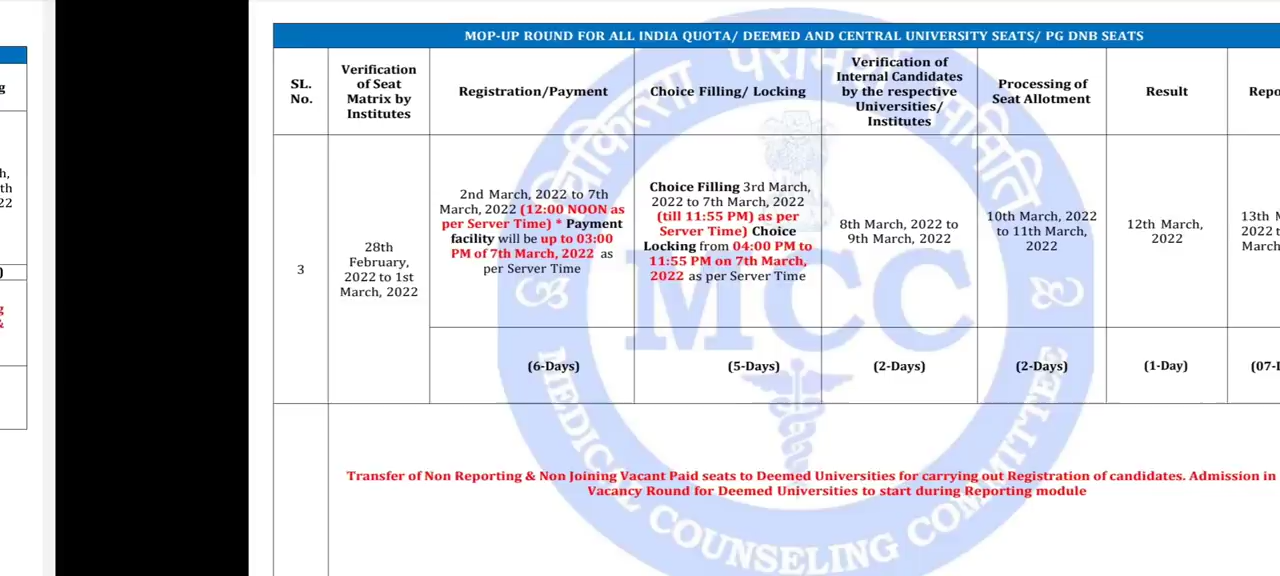 MOP-UP ROUND FOR ALL INDIA QUOTA/ DEEMED AND CENTRAL UNIVERSITY SEATS/ PG DNB SEATS
SL.
No.
Verification
of Seat
Matrix by
Institutes
Registration/Payment
Choice Filling/ Locking
Verification of
Internal Candidates
by the respective
Universities/
Institutes
Processing of
Seat Allotment
Result
3
28th
February,
2022 to 1st
March, 2022
2nd March, 2022 to 7th
March, 2022 (12:00 NOON as
per Server Time) * Payment
facility will be up to 03:00
PM of 7th March, 2022 as
per Server Time
Choice Filling 3rd March,
2022 to 7th March, 2022
(till 11:55 PM) as per
Server Time) Choice
Locking from 04:00 PM to
11:55 PM on 7th March,
2022 as per Server Time
8th March, 2022 to
9th March, 2022
10th March, 2022
to 11th March,
2022
12th March,
2022
13th
2022
March
(6-Days)
(5-Days)
(2-Days)
(2-Days)
(1-Day)
Transfer of Non Reporting & Non Joining Vacant Paid seats to Deemed Universities for carrying out Registration of candidates. Admission in
Vacancy Round for Deemed Universities to start during Reporting module
MCC
MEDICAL COUNSELING COMMITTEE